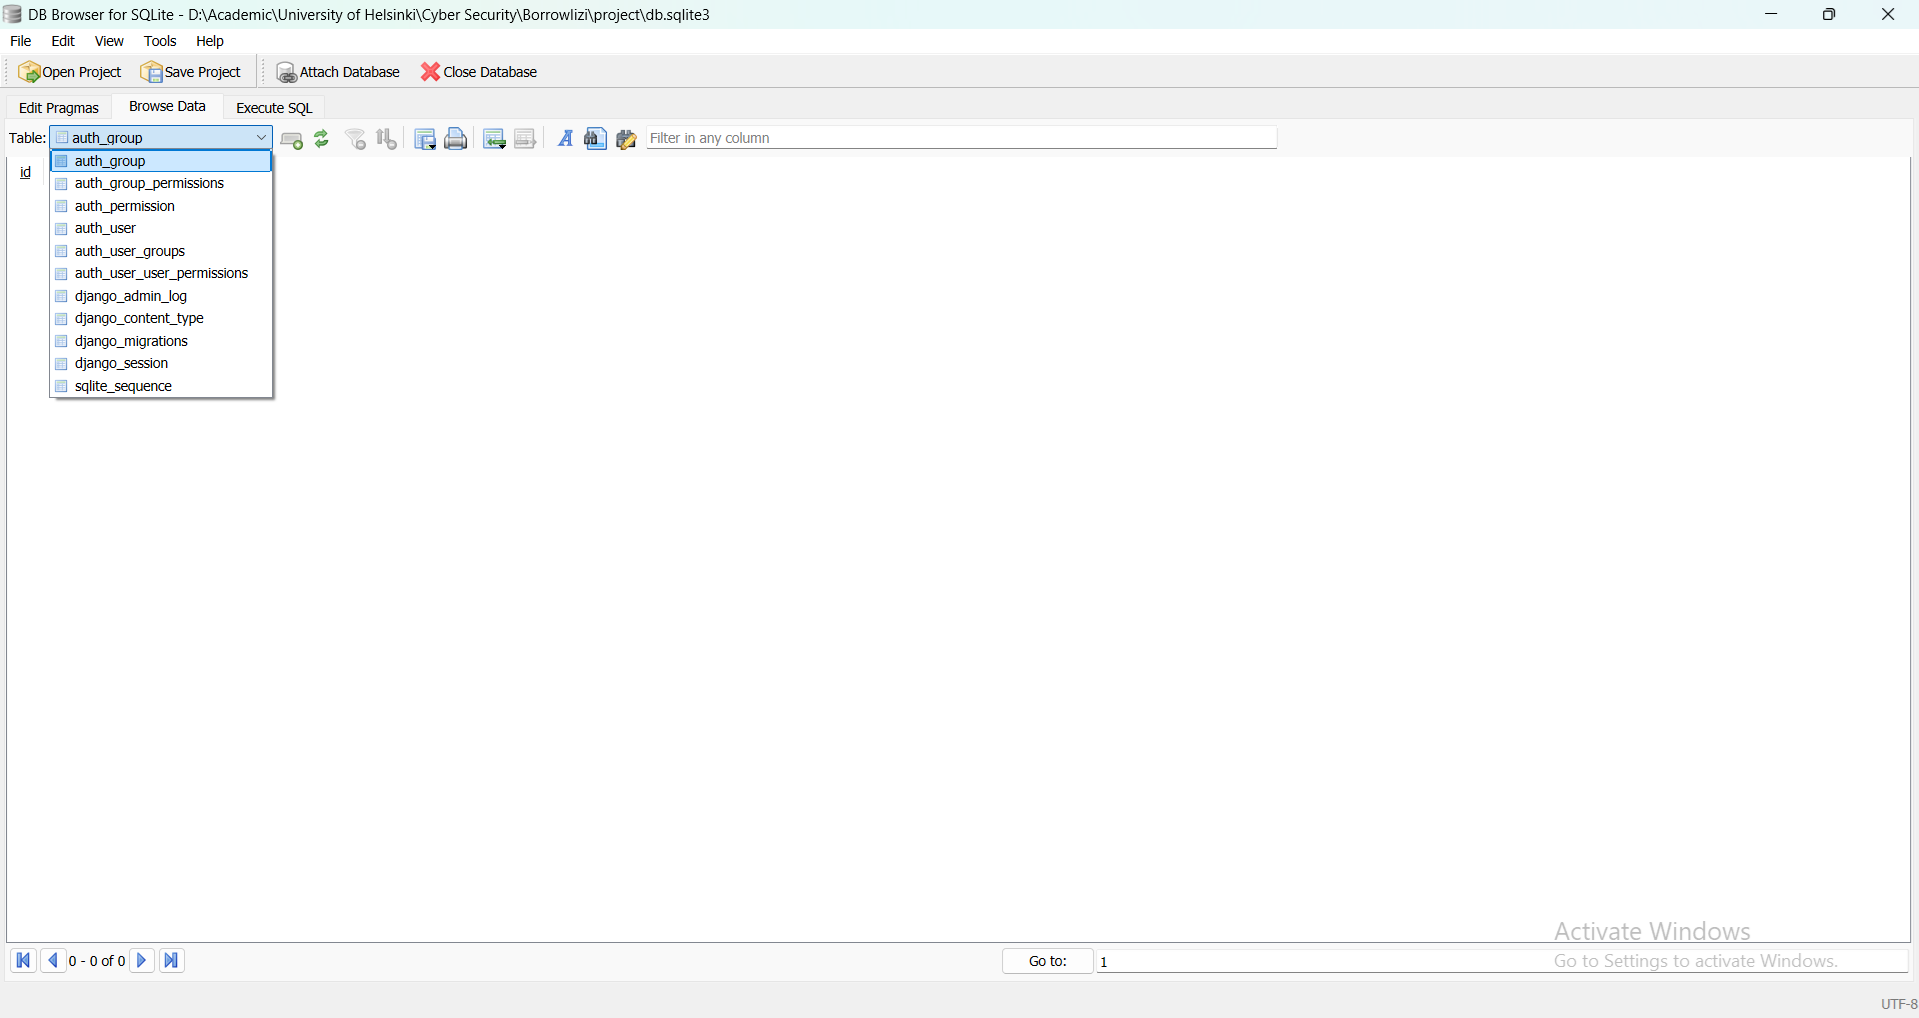 DB Browser for SQLite - D:\Academic\University of Helsinki\Cyber Security\Borrowlizi\project\db.sqlite3
File Edit View Tools Help
Open Project Save Project Attach Database Close Database
Edit Pragmas Browse Data Execute SQL
Table: auth_group Filter in any column
id
auth_group
auth_group_permissions
auth_permission
auth_user
auth_user_groups
auth_user_user_permissions
django_admin_log
django_content_type
django_migrations
django_session
sqlite_sequence
Activate Windows
Go to Settings to activate Windows.
0 - 0 of 0 Go to: 1
UTF-8